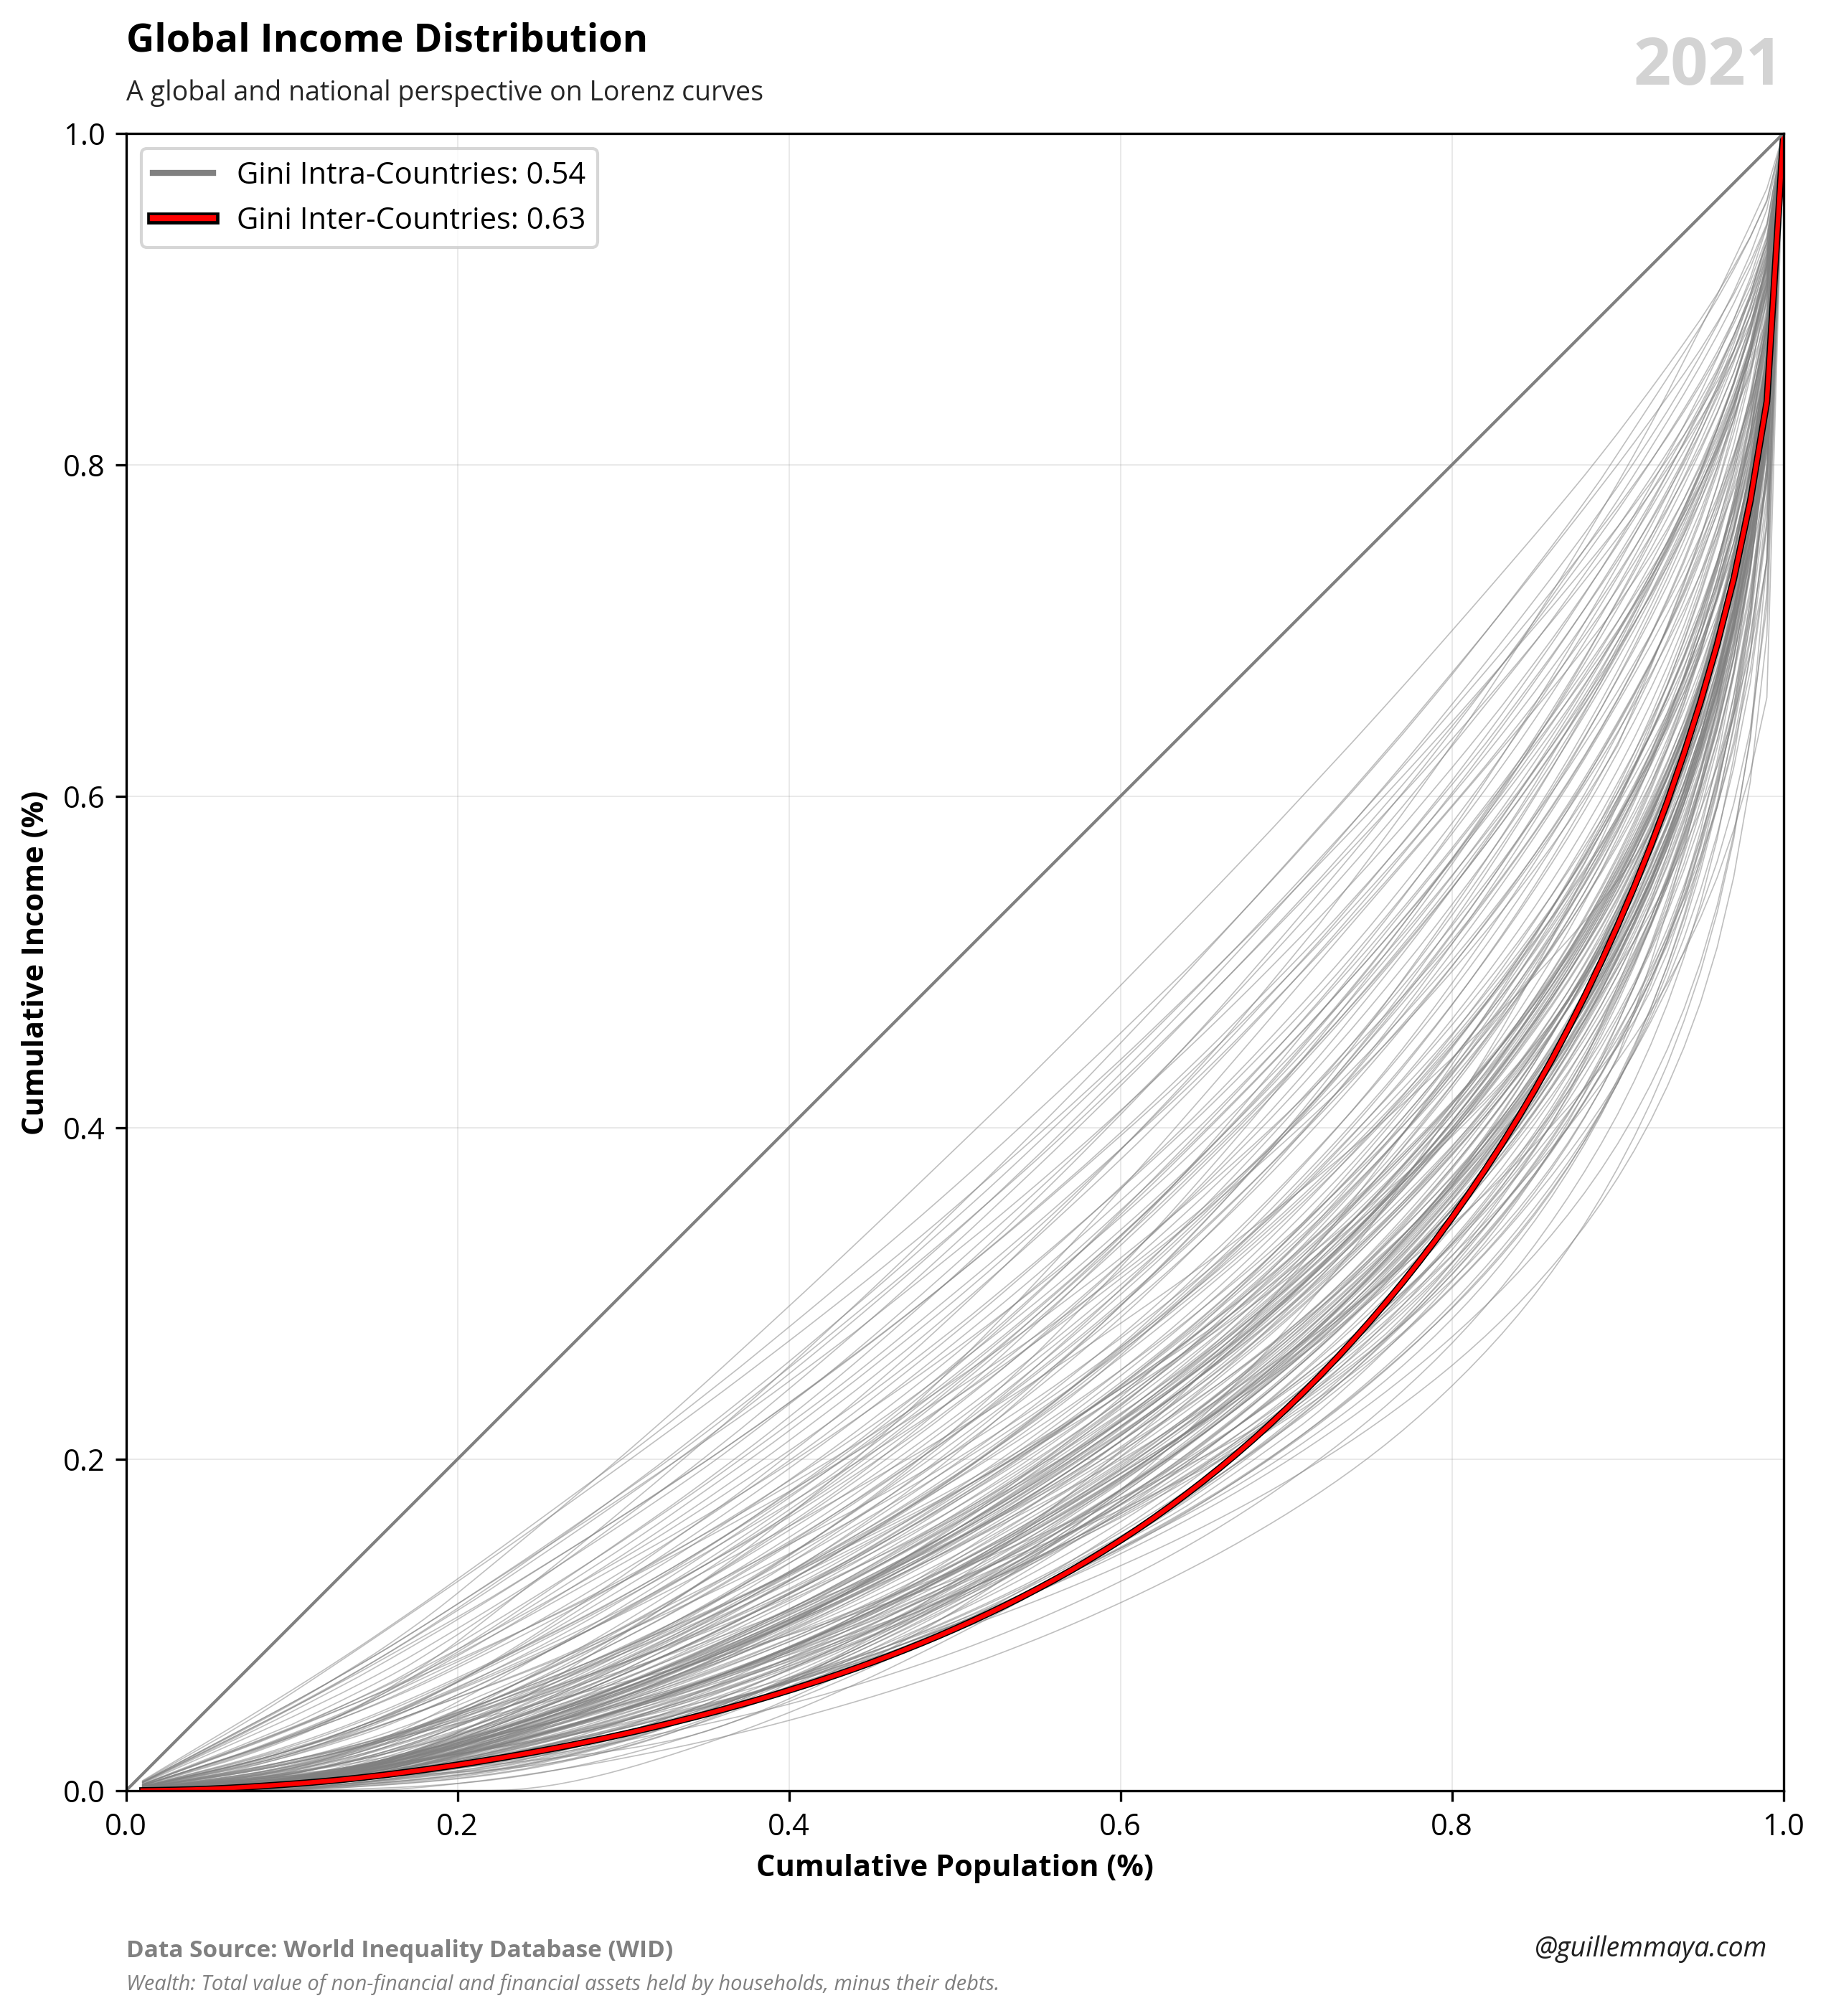 Global Income Distribution
2021
A global and national perspective on Lorenz curves
Gini Intra-Countries: 0.54
Gini Inter-Countries: 0.63
1.0
0.8
0.6
0.4
0.2
0.0
Cumulative Income (%)
0.0 0.2 0.4 0.6 0.8 1.0
Cumulative Population (%)
Data Source: World Inequality Database (WID)
@guillemmaya.com
Wealth: Total value of non-financial and financial assets held by households, minus their debts.